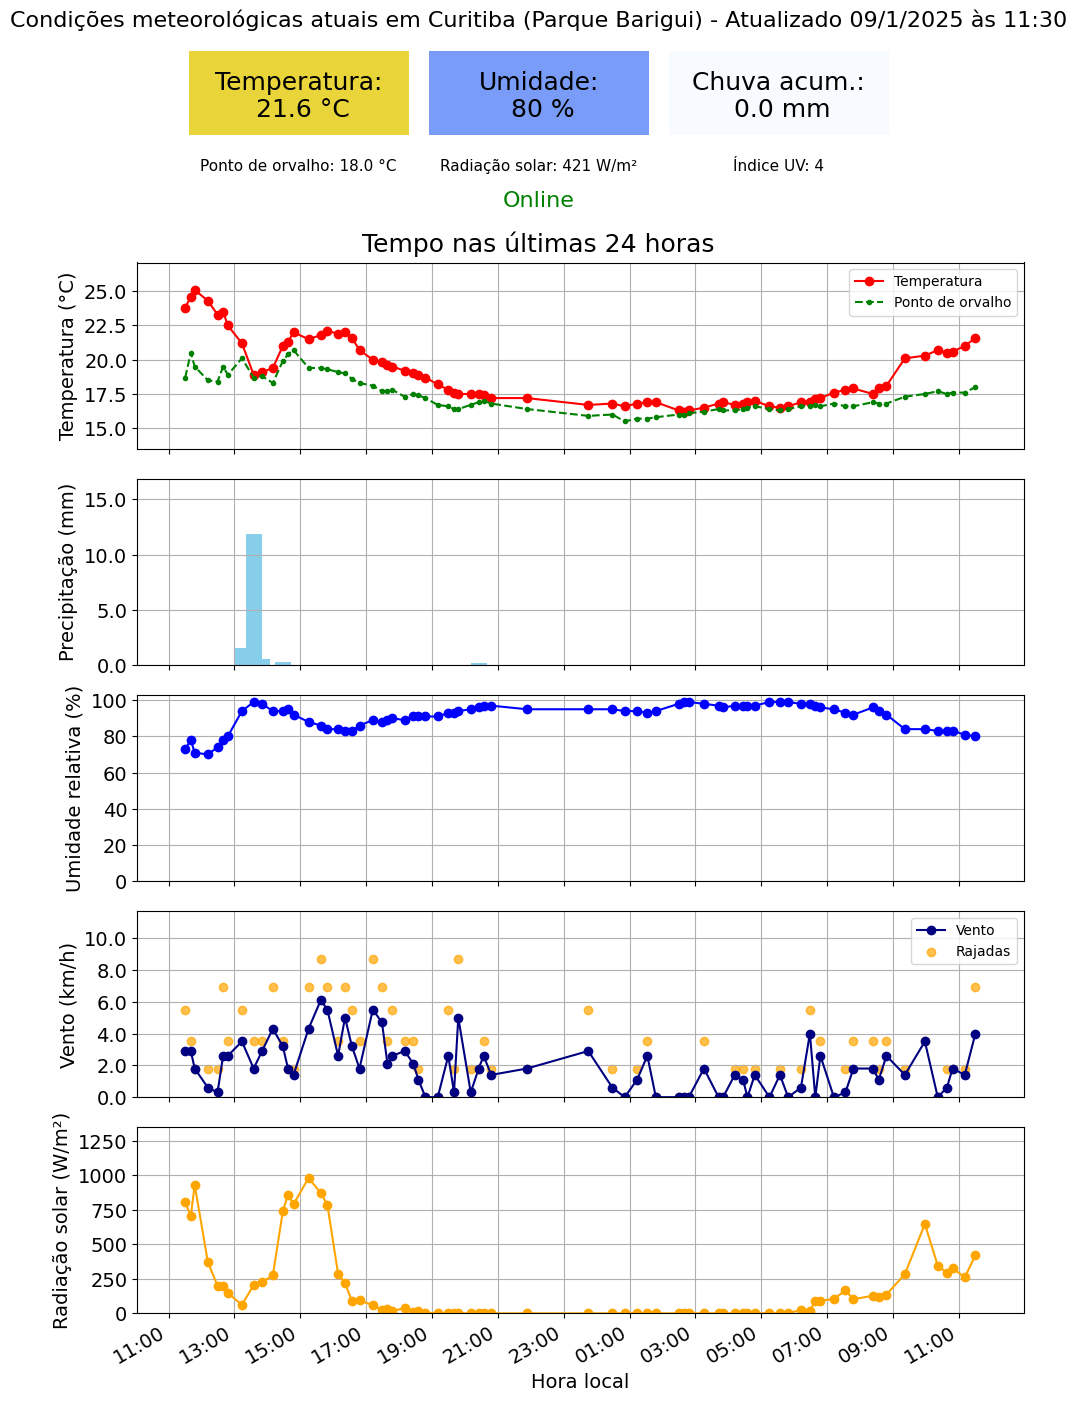 Condições meteorológicas atuais em Curitiba (Parque Barigui) - Atualizado 09/1/2025 às 11:30
Temperatura:
21.6 °C
Umidade:
80 %
Chuva acum.:
0.0 mm
Ponto de orvalho: 18.0 °C
Radiação solar: 421 W/m²
Índice UV: 4
Online
Tempo nas últimas 24 horas
Temperatura (°C)
25.0
22.5
20.0
17.5
15.0
Temperatura
Ponto de orvalho
Precipitação (mm)
15.0
10.0
5.0
0.0
Umidade relativa (%)
100
80
60
40
20
0
Vento (km/h)
10.0
8.0
6.0
4.0
2.0
0.0
Vento
Rajadas
Radiação solar (W/m²)
1250
1000
750
500
250
0
11:00
13:00
15:00
17:00
19:00
21:00
23:00
01:00
03:00
05:00
07:00
09:00
11:00
Hora local